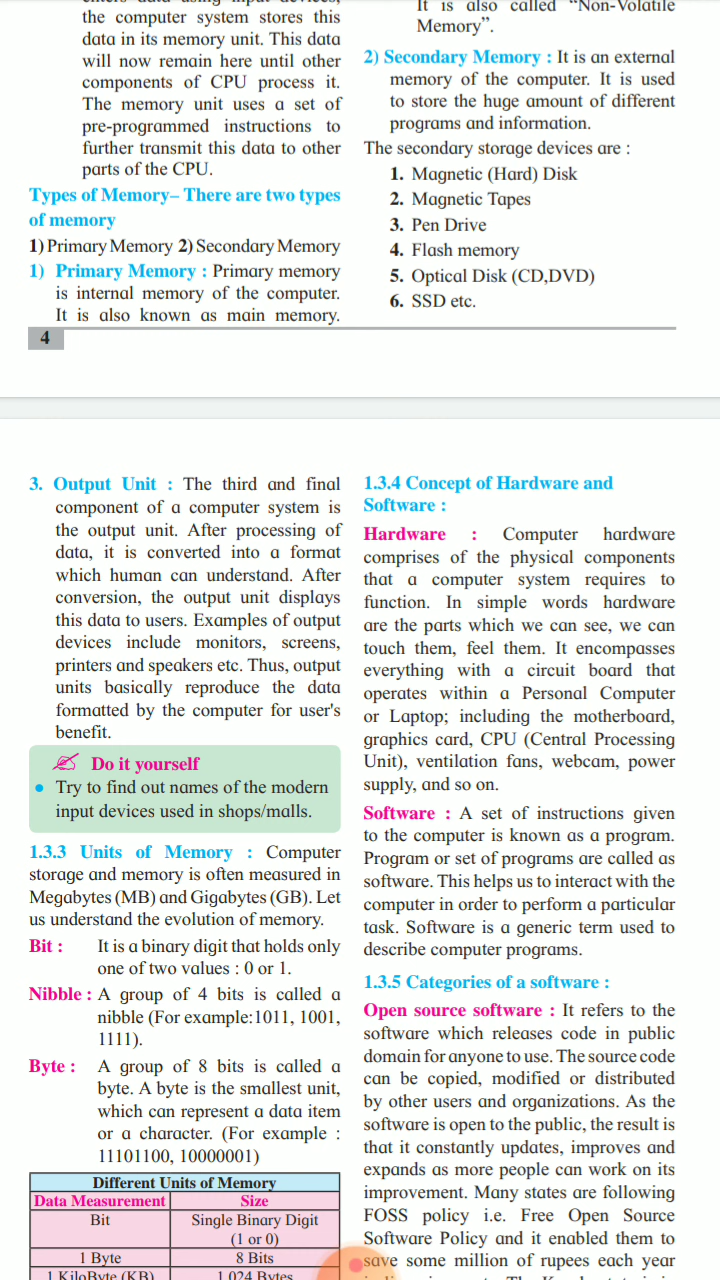 the computer system stores this
data in its memory unit. This data
will now remain here until other
components of CPU process it.
The memory unit uses a set of
pre-programmed instructions to
further transmit this data to other
parts of the CPU.
Types of Memory– There are two types
of memory
1) Primary Memory 2) Secondary Memory
1) Primary Memory : Primary memory
is internal memory of the computer.
It is also known as main memory.
It is also called “Non-Volatile
Memory”.
2) Secondary Memory : It is an external
memory of the computer. It is used
to store the huge amount of different
programs and information.
The secondary storage devices are :
1. Magnetic (Hard) Disk
2. Magnetic Tapes
3. Pen Drive
4. Flash memory
5. Optical Disk (CD,DVD)
6. SSD etc.
4
3. Output Unit : The third and final
component of a computer system is
the output unit. After processing of
data, it is converted into a format
which human can understand. After
conversion, the output unit displays
this data to users. Examples of output
devices include monitors, screens,
printers and speakers etc. Thus, output
units basically reproduce the data
formatted by the computer for user's
benefit.
Do it yourself
• Try to find out names of the modern
input devices used in shops/malls.
1.3.3 Units of Memory : Computer
storage and memory is often measured in
Megabytes (MB) and Gigabytes (GB). Let
us understand the evolution of memory.
Bit : It is a binary digit that holds only
one of two values : 0 or 1.
Nibble : A group of 4 bits is called a
nibble (For example:1011, 1001,
1111).
Byte : A group of 8 bits is called a
byte. A byte is the smallest unit,
which can represent a data item
or a character. (For example :
11101100, 10000001)
Different Units of Memory
Data Measurement Size
Bit Single Binary Digit
(1 or 0)
1 Byte 8 Bits
1 KiloByte (KB) 1,024 Bytes
1.3.4 Concept of Hardware and
Software :
Hardware : Computer hardware
comprises of the physical components
that a computer system requires to
function. In simple words hardware
are the parts which we can see, we can
touch them, feel them. It encompasses
everything with a circuit board that
operates within a Personal Computer
or Laptop; including the motherboard,
graphics card, CPU (Central Processing
Unit), ventilation fans, webcam, power
supply, and so on.
Software : A set of instructions given
to the computer is known as a program.
Program or set of programs are called as
software. This helps us to interact with the
computer in order to perform a particular
task. Software is a generic term used to
describe computer programs.
1.3.5 Categories of a software :
Open source software : It refers to the
software which releases code in public
domain for anyone to use. The source code
can be copied, modified or distributed
by other users and organizations. As the
software is open to the public, the result is
that it constantly updates, improves and
expands as more people can work on its
improvement. Many states are following
FOSS policy i.e. Free Open Source
Software Policy and it enabled them to
save some million of rupees each year